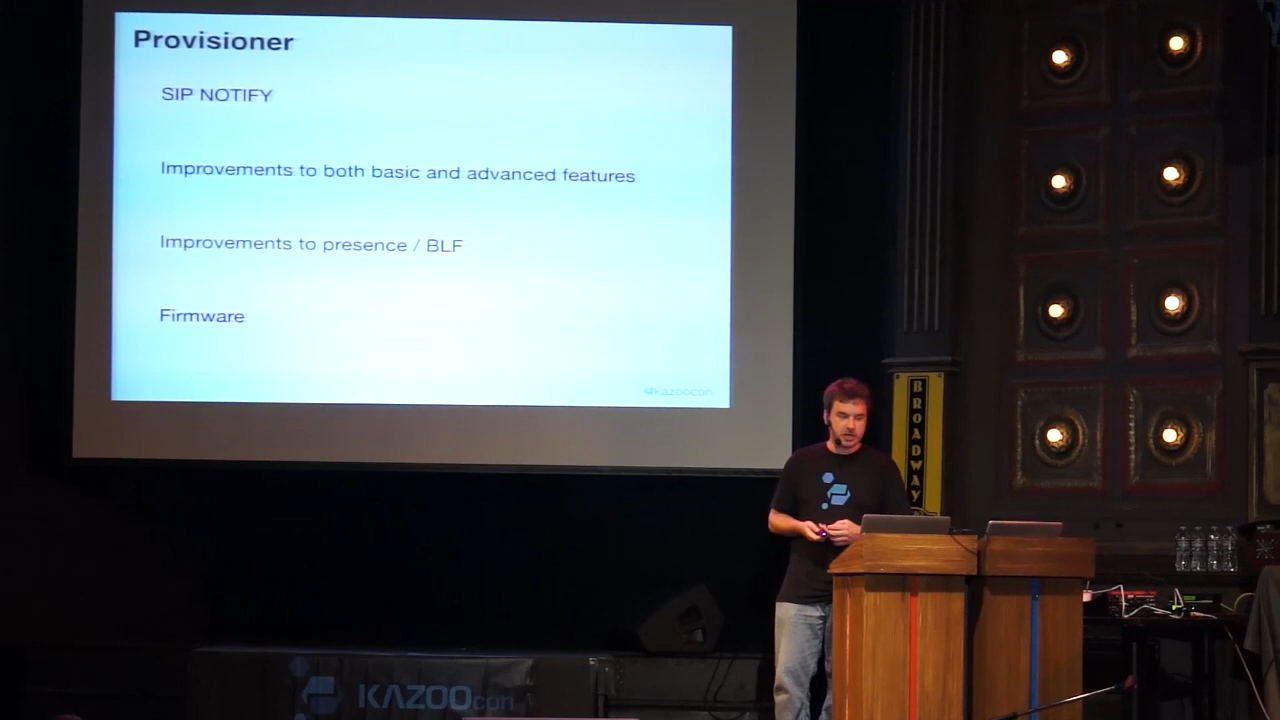 Provisioner
SIP NOTIFY
Improvements to both basic and advanced features
Improvements to presence / BLF
Firmware
@kazoocon
BROADWAY
KAZOOcon